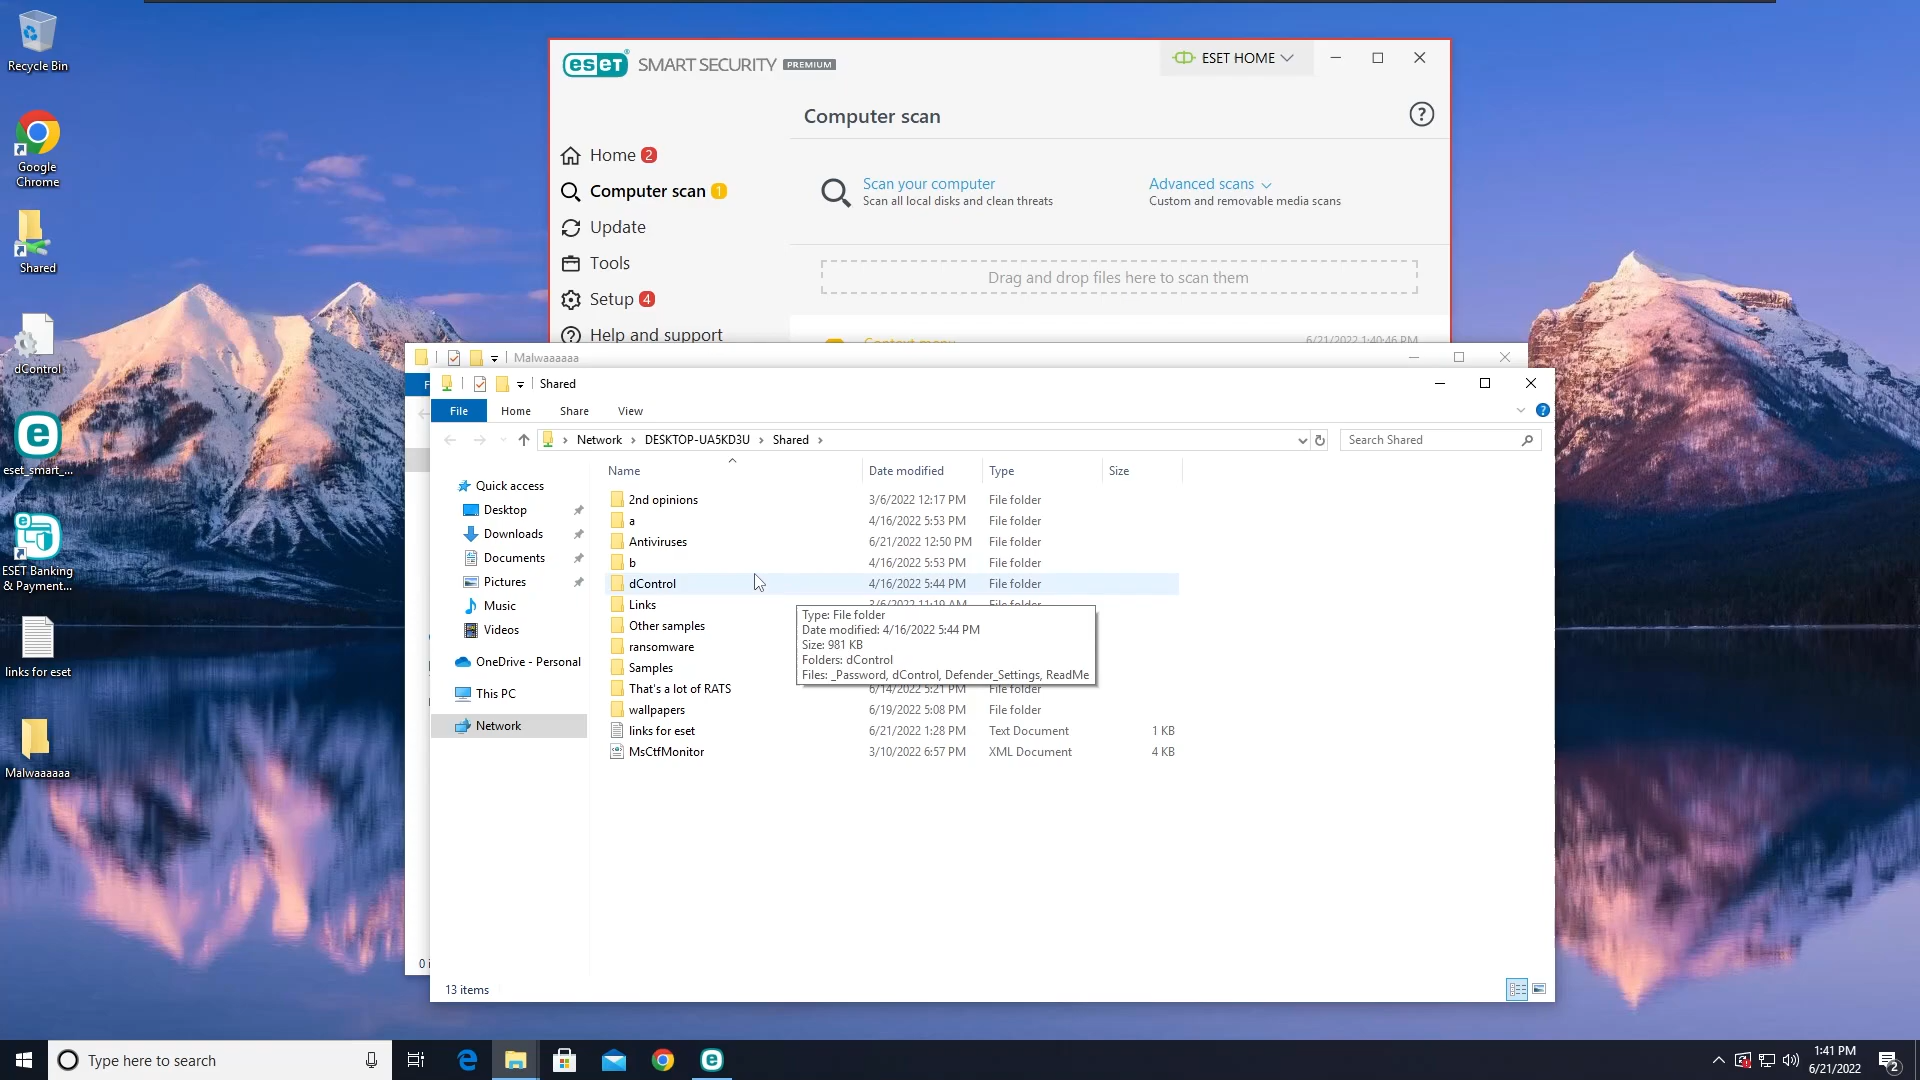 Recycle Bin
Google
Chrome
Shared
dControl
eset_smart_...
ESET Banking
& Payment...
links for eset
Malwaaaaaa
eset SMART SECURITY PREMIUM
ESET HOME
Computer scan
?
Home 2
Computer scan 1
Update
Tools
Setup 4
Help and support
Scan your computer
Scan all local disks and clean threats
Advanced scans
Custom and removable media scans
Drag and drop files here to scan them
Context menu
6/21/2022 1:40:46 PM
Malwaaaaaa
Shared
File Home Share View
Network DESKTOP-UA5KD3U Shared
Search Shared
Quick access
Desktop
Downloads
Documents
Pictures
Music
Videos
OneDrive - Personal
This PC
Network
Name Date modified Type Size
2nd opinions 3/6/2022 12:17 PM File folder
a 4/16/2022 5:53 PM File folder
Antiviruses 6/21/2022 12:50 PM File folder
b 4/16/2022 5:53 PM File folder
dControl 4/16/2022 5:44 PM File folder
Links 3/6/2022 11:19 AM File folder
Other samples
ransomware
Samples
That's a lot of RATS 6/14/2022 5:21 PM File folder
wallpapers 6/19/2022 5:08 PM File folder
links for eset 6/21/2022 1:28 PM Text Document 1 KB
MsCtfMonitor 3/10/2022 6:57 PM XML Document 4 KB
Type: File folder
Date modified: 4/16/2022 5:44 PM
Size: 981 KB
Folders: dControl
Files: _Password, dControl, Defender_Settings, ReadMe
0 i
13 items
Type here to search
1:41 PM
6/21/2022
2